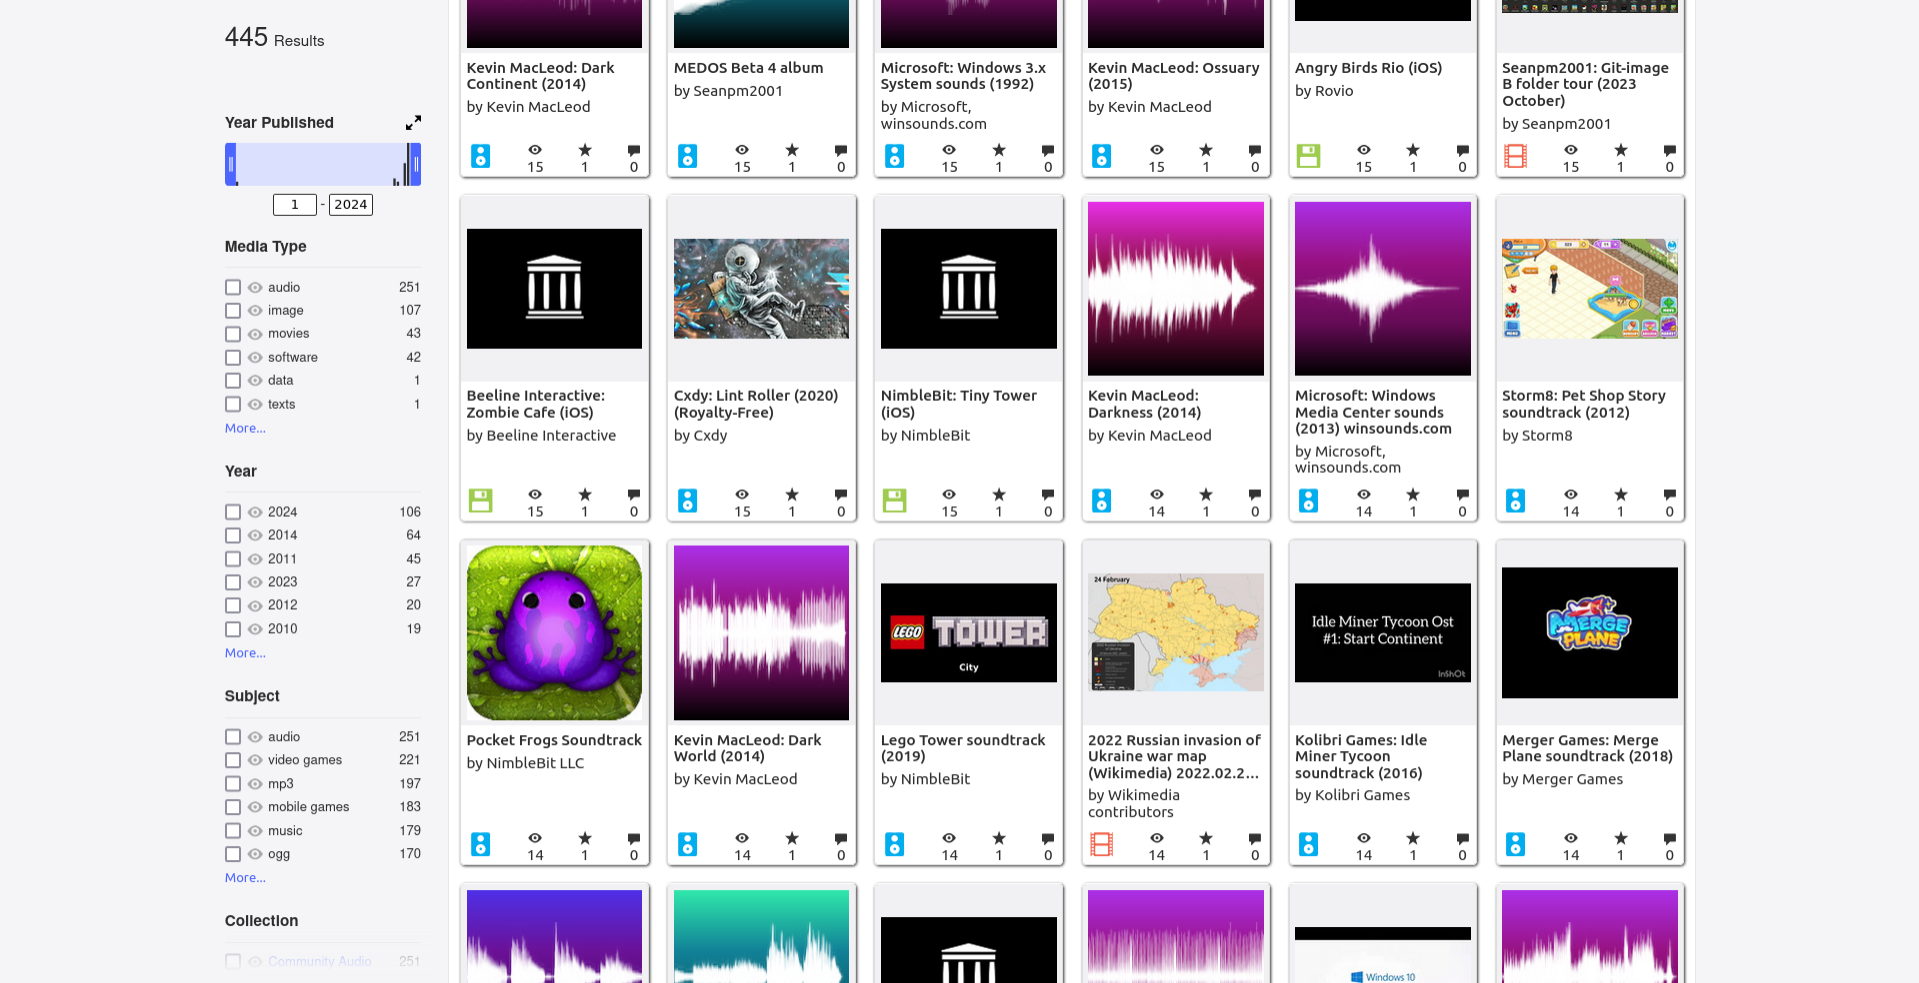 445 Results
Year Published
1 - 2024
Media Type
audio 251
image 107
movies 43
software 42
data 1
texts 1
More...
Year
2024 106
2014 64
2011 45
2023 27
2012 20
2010 19
More...
Subject
audio 251
video games 221
mp3 197
mobile games 183
music 179
ogg 170
More...
Collection
Community Audio 251
Kevin MacLeod: Dark
Continent (2014)
by Kevin MacLeod
15 1 0
MEDOS Beta 4 album
by Seanpm2001
15 1 0
Microsoft: Windows 3.x
System sounds (1992)
by Microsoft,
winsounds.com
15 1 0
Kevin MacLeod: Ossuary
(2015)
by Kevin MacLeod
15 1 0
Angry Birds Rio (iOS)
by Rovio
15 1 0
Seanpm2001: Git-image
B folder tour (2023
October)
by Seanpm2001
15 1 0
Beeline Interactive:
Zombie Cafe (iOS)
by Beeline Interactive
15 1 0
Cxdy: Lint Roller (2020)
(Royalty-Free)
by Cxdy
15 1 0
NimbleBit: Tiny Tower
(iOS)
by NimbleBit
15 1 0
Kevin MacLeod:
Darkness (2014)
by Kevin MacLeod
14 1 0
Microsoft: Windows
Media Center sounds
(2013) winsounds.com
by Microsoft,
winsounds.com
14 1 0
Storm8: Pet Shop Story
soundtrack (2012)
by Storm8
14 1 0
Pocket Frogs Soundtrack
by NimbleBit LLC
14 1 0
Kevin MacLeod: Dark
World (2014)
by Kevin MacLeod
14 1 0
LEGO TOWER
City
Lego Tower soundtrack
(2019)
by NimbleBit
14 1 0
24 February
2022 Russian invasion of
Ukraine war map
(Wikimedia) 2022.02.2...
by Wikimedia
contributors
14 1 0
Idle Miner Tycoon Ost
#1: Start Continent
InShOt
Kolibri Games: Idle
Miner Tycoon
soundtrack (2016)
by Kolibri Games
14 1 0
MERGE
PLANE
Merger Games: Merge
Plane soundtrack (2018)
by Merger Games
14 1 0
Windows 10